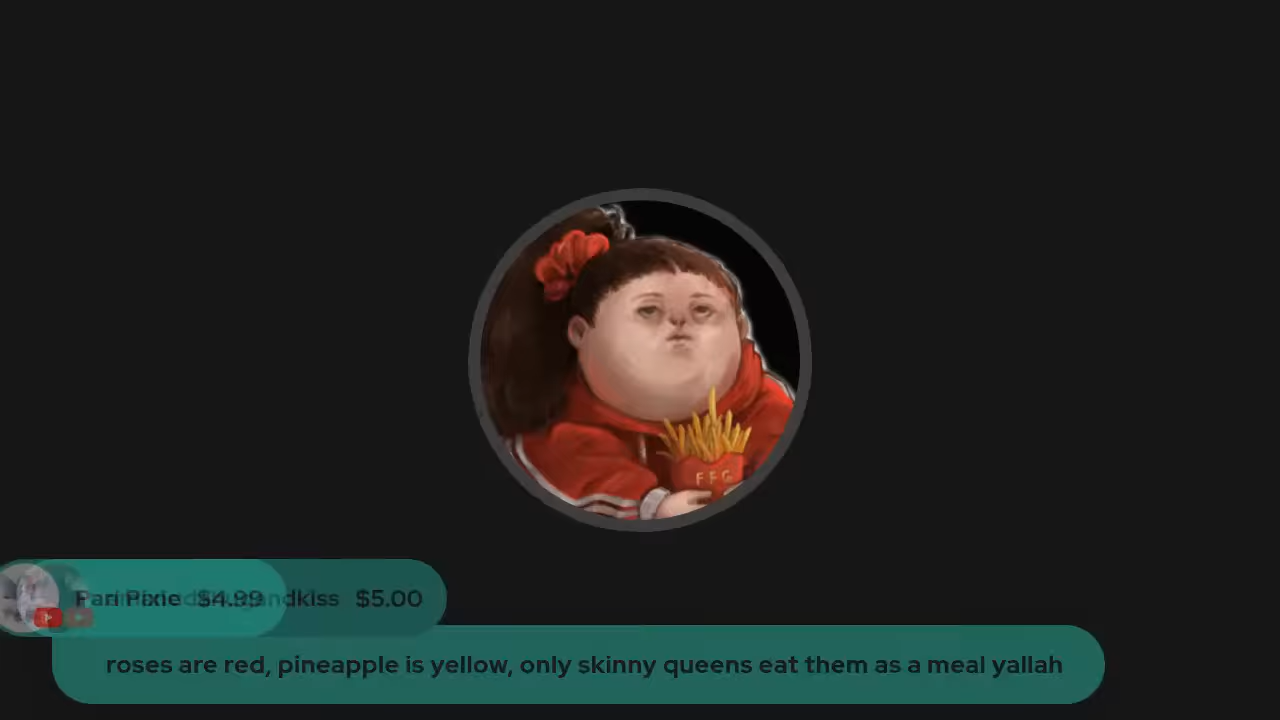 FFG
Pari Pixie $4.99
$5.00
roses are red, pineapple is yellow, only skinny queens eat them as a meal yallah